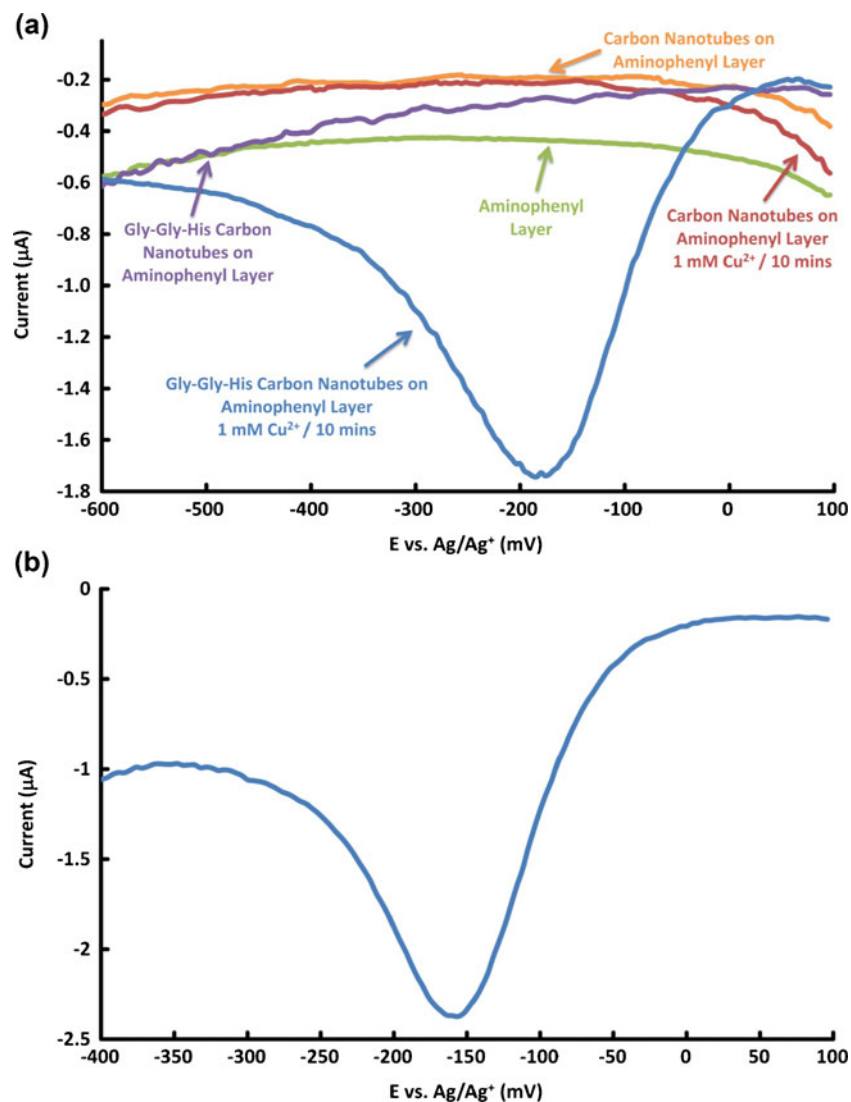 (a)
Carbon Nanotubes on
Aminophenyl Layer
-0.2
-0.4
-0.6
-0.8
-1.0
-1.2
-1.4
-1.6
-1.8
Current (μA)
Gly-Gly-His Carbon
Nanotubes on
Aminophenyl Layer
Aminophenyl
Layer
Carbon Nanotubes on
Aminophenyl Layer
1 mM Cu²⁺ / 10 mins
Gly-Gly-His Carbon Nanotubes on
Aminophenyl Layer
1 mM Cu²⁺ / 10 mins
-600 -500 -400 -300 -200 -100 0 100
E vs. Ag/Ag⁺ (mV)
(b)
0
-0.5
-1
-1.5
-2
-2.5
Current (μA)
-400 -350 -300 -250 -200 -150 -100 -50 0 50 100
E vs. Ag/Ag⁺ (mV)